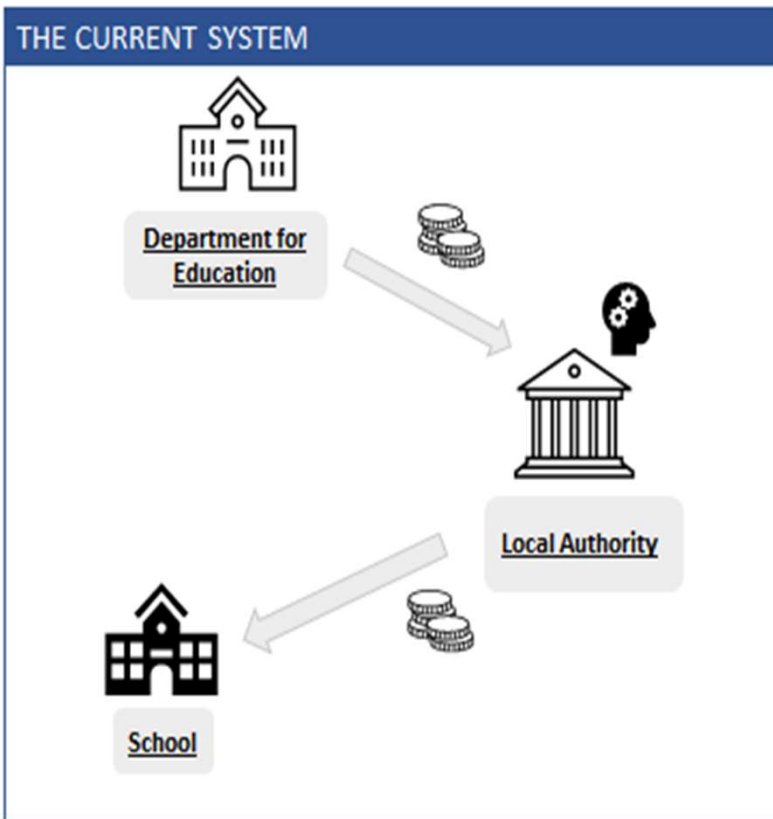 THE CURRENT SYSTEM
Department for
Education
Local Authority
School